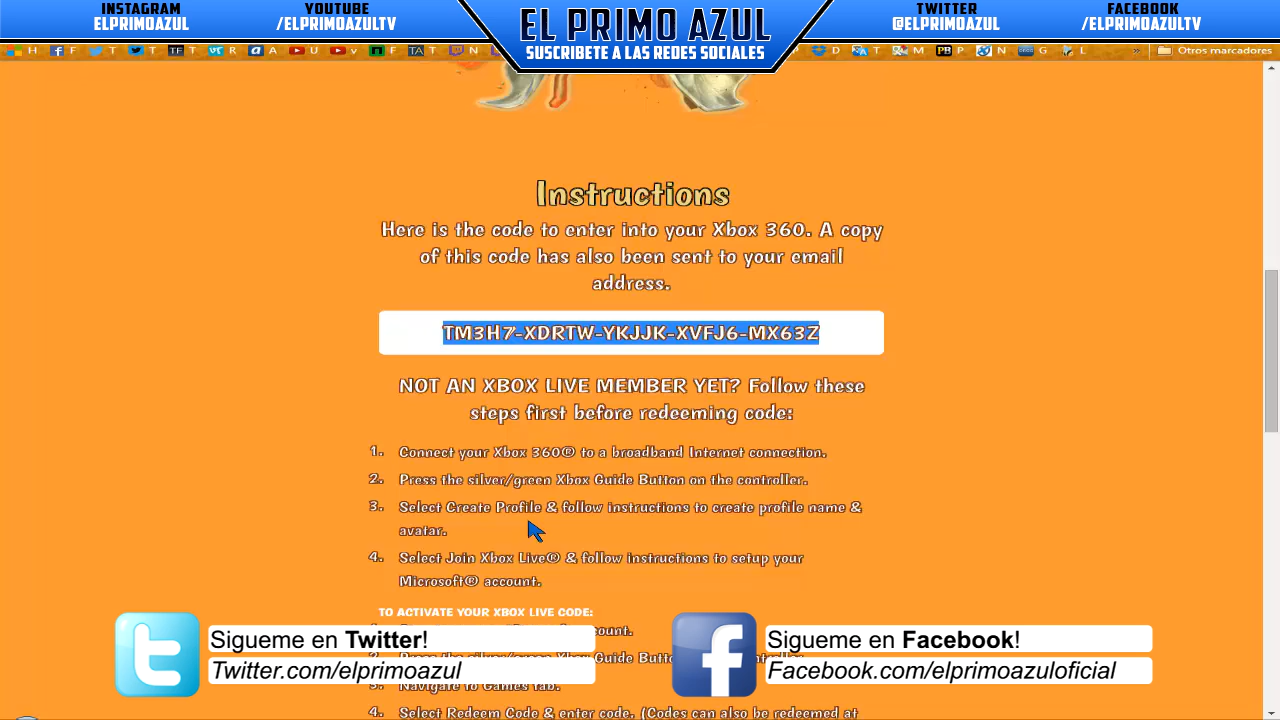 INSTAGRAM
ELPRIMOAZUL
YOUTUBE
/ELPRIMOAZULTV
EL PRIMO AZUL
SUSCRIBETE A LAS REDES SOCIALES
TWITTER
@ELPRIMOAZUL
FACEBOOK
/ELPRIMOAZULTV
H F T T T R A U v F T T D T M P N G L » Otros marcadores
Instructions
Here is the code to enter into your Xbox 360. A copy
of this code has also been sent to your email
address.
TM3H7-XDRTW-YKJJK-XVFJ6-MX63Z
NOT AN XBOX LIVE MEMBER YET? Follow these
steps first before redeeming code:
1. Connect your Xbox 360® to a broadband Internet connection.
2. Press the silver/green Xbox Guide Button on the controller.
3. Select Create Profile & follow instructions to create profile name &
avatar.
4. Select Join Xbox Live® & follow instructions to setup your
Microsoft® account.
TO ACTIVATE YOUR XBOX LIVE CODE:
Sigueme en Twitter!
Twitter.com/elprimoazul
Sigueme en Facebook!
Facebook.com/elprimoazuloficial
Navigate to Games tab.
4. Select Redeem Code & enter code. (Codes can also be redeemed at